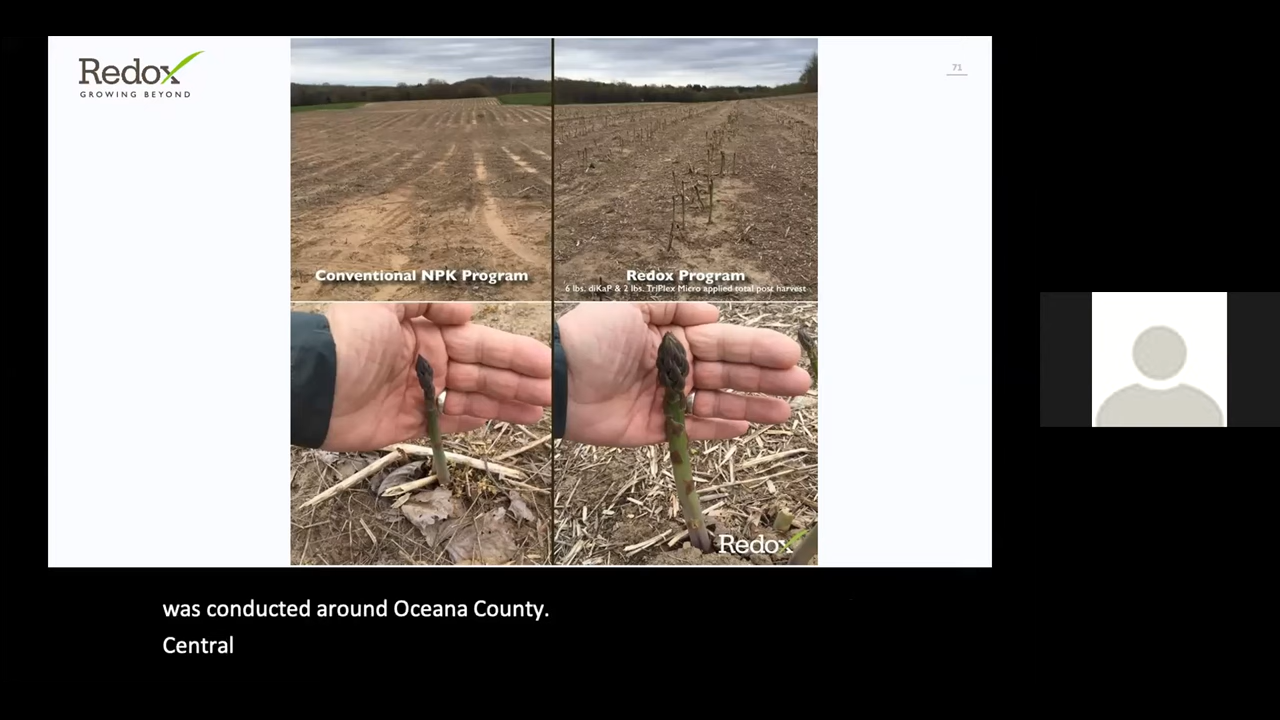 Redox
GROWING BEYOND
71
Conventional NPK Program
Redox Program
6 lbs. diKaP & 2 lbs. TriPlex Micro applied total post harvest
Redox
was conducted around Oceana County.
Central